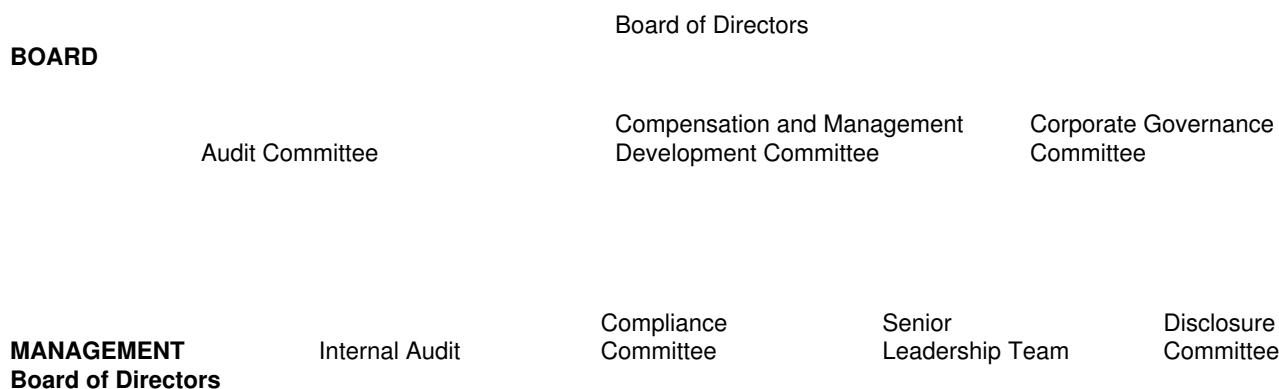 Board of Directors
BOARD
Compensation and Management Corporate Governance
Audit Committee Development Committee Committee
Compliance Senior Disclosure
MANAGEMENT Internal Audit Committee Leadership Team Committee
Board of Directors